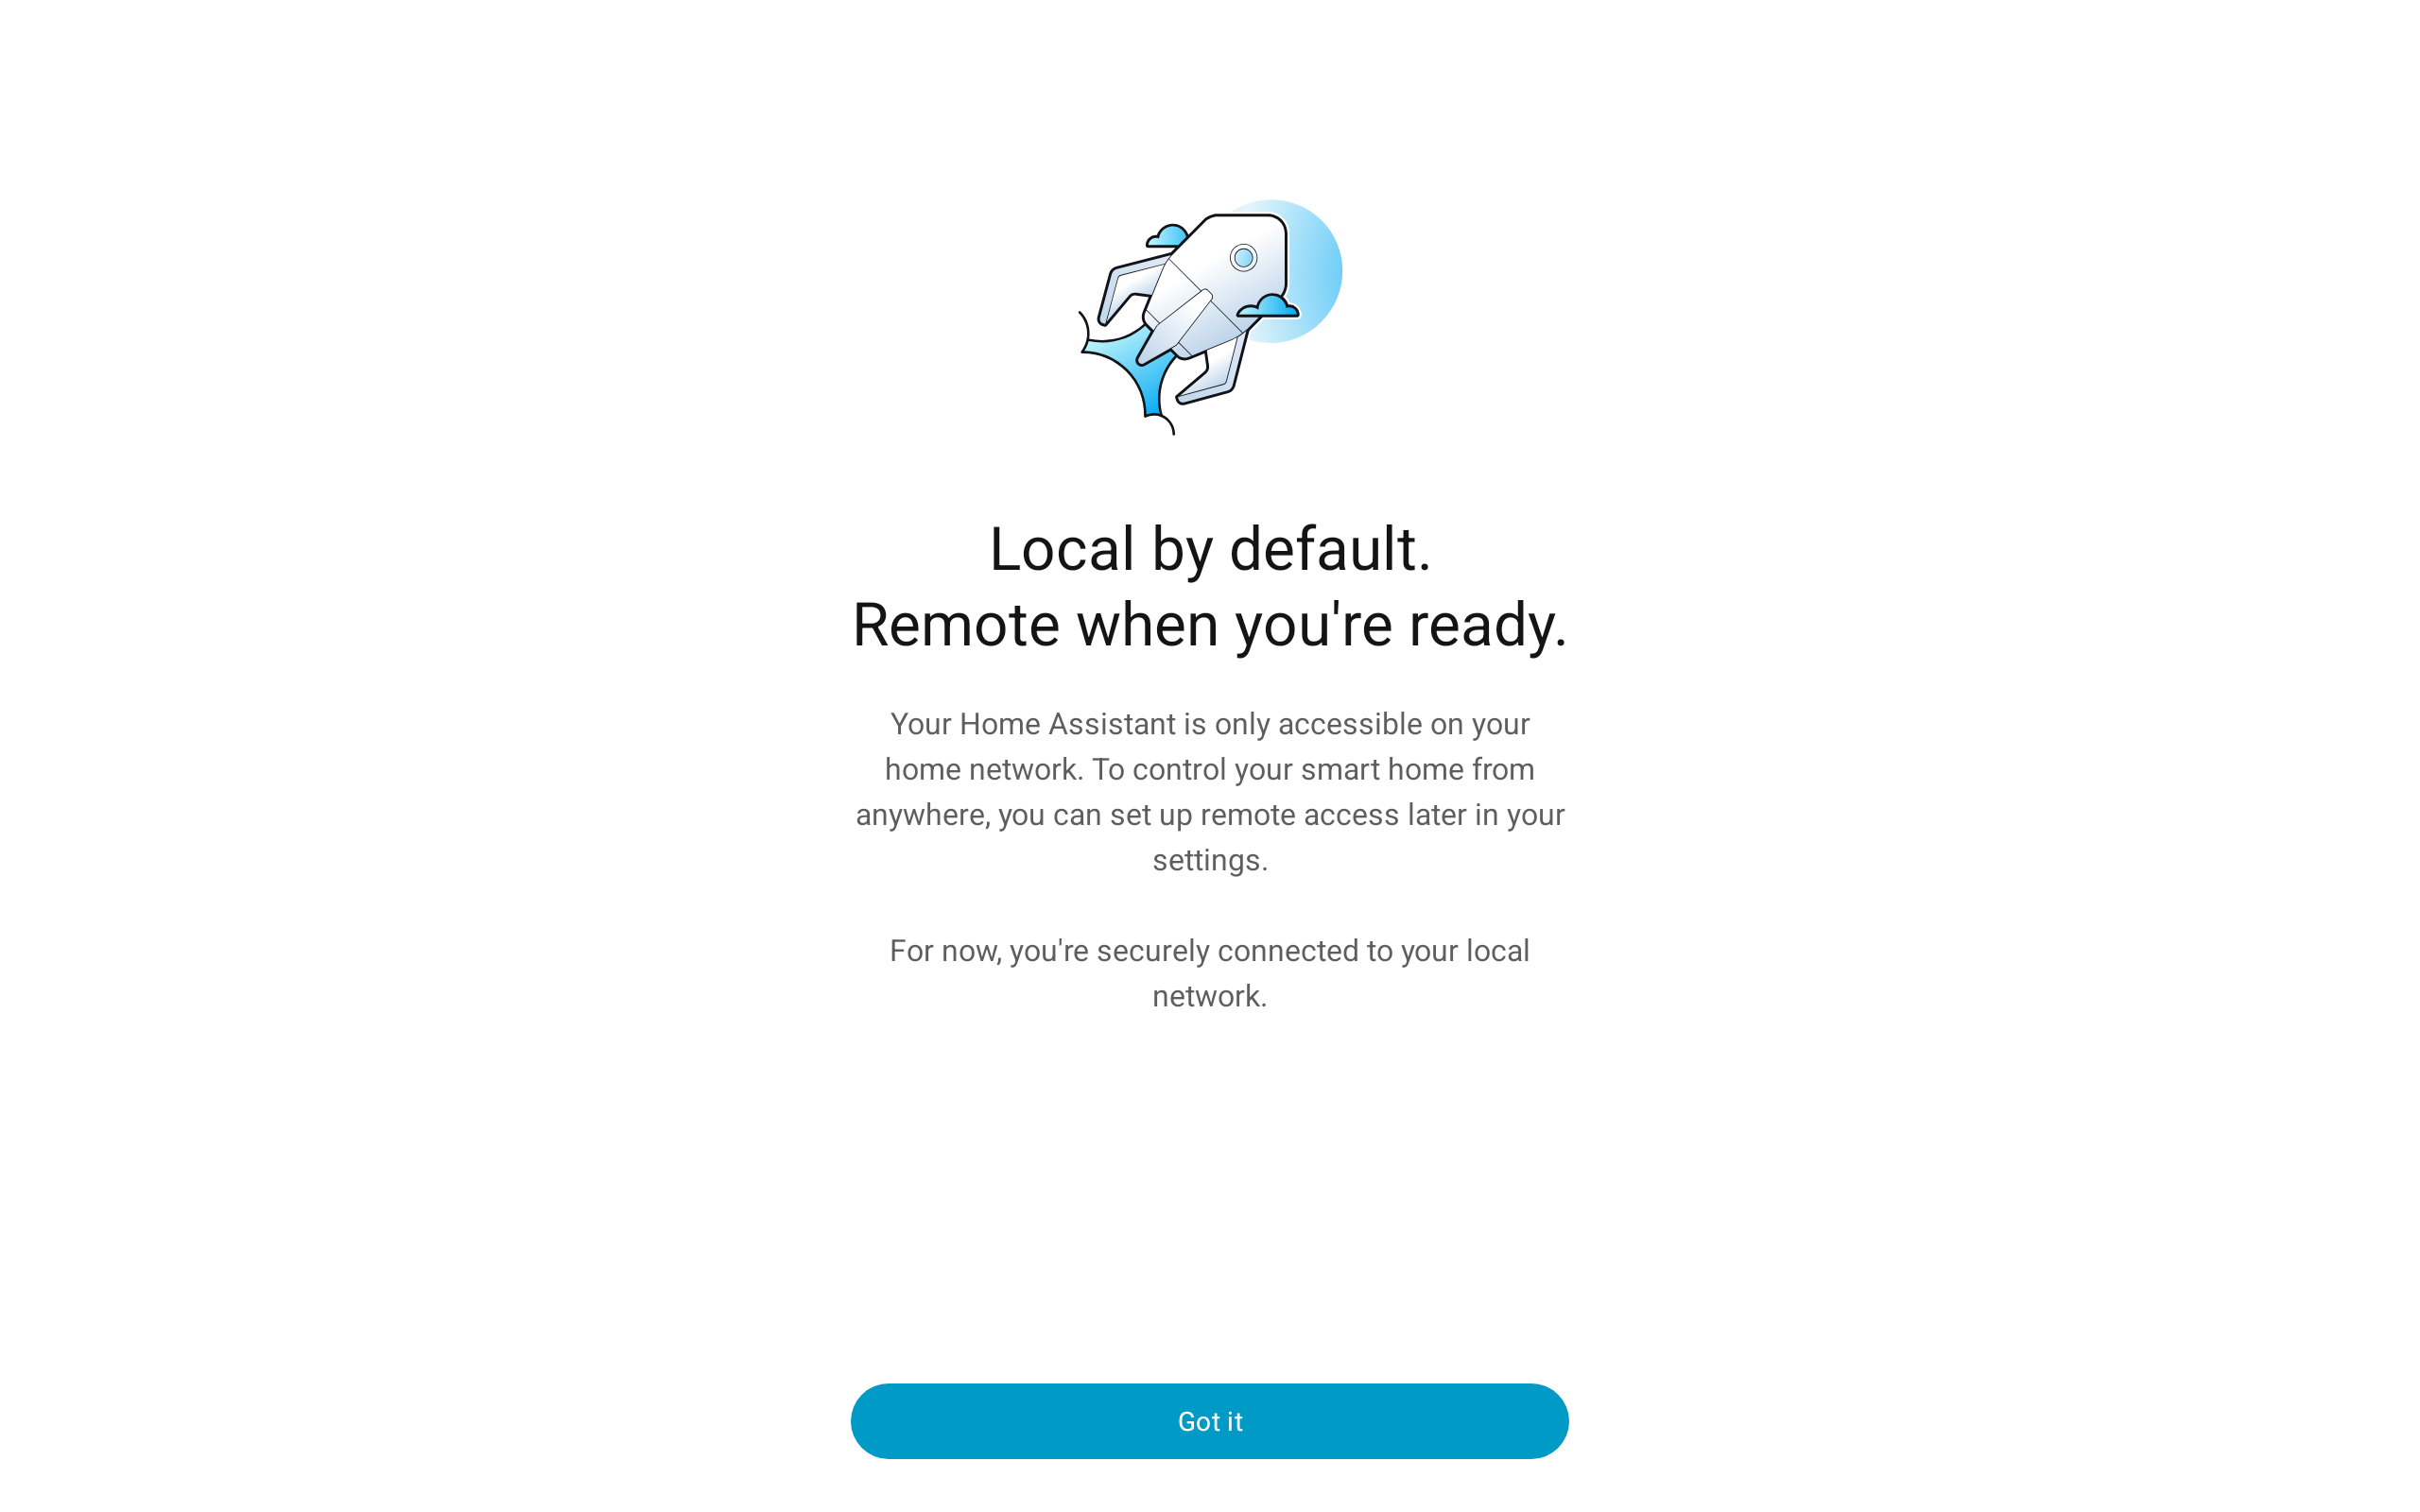 Local by default.
Remote when you're ready.
Your Home Assistant is only accessible on your
home network. To control your smart home from
anywhere, you can set up remote access later in your
settings.
For now, you're securely connected to your local
network.
Got it